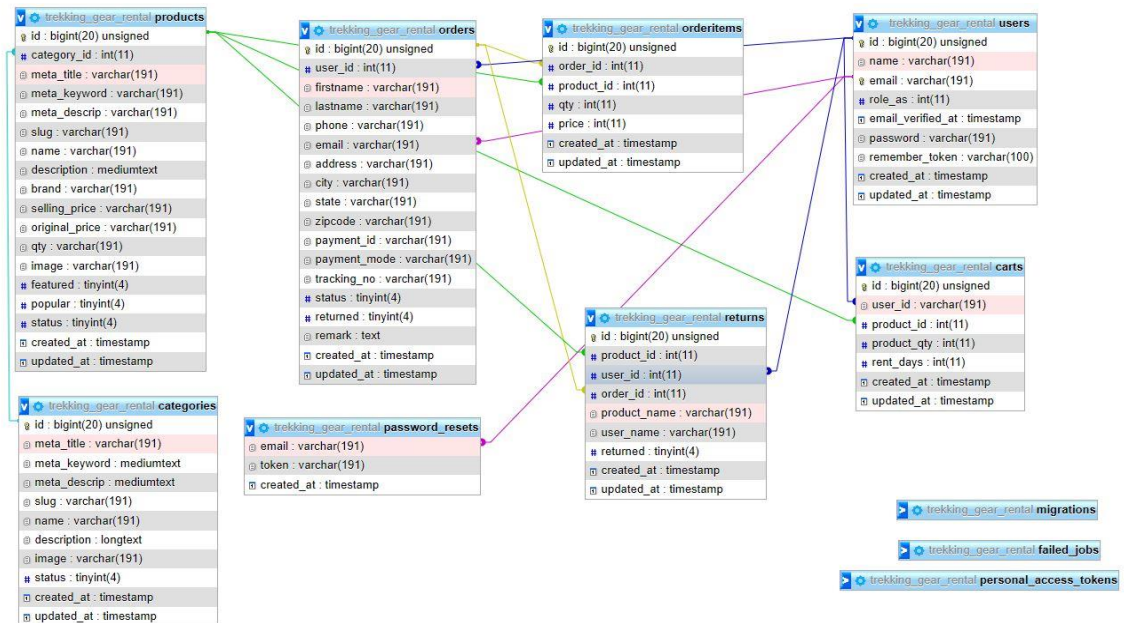 trekking_gear_rental products
id : bigint(20) unsigned
category_id : int(11)
meta_title : varchar(191)
meta_keyword : varchar(191)
meta_descrip : varchar(191)
slug : varchar(191)
name : varchar(191)
description : mediumtext
brand : varchar(191)
selling_price : varchar(191)
original_price : varchar(191)
qty : varchar(191)
image : varchar(191)
featured : tinyint(4)
popular : tinyint(4)
status : tinyint(4)
created_at : timestamp
updated_at : timestamp
trekking_gear_rental categories
id : bigint(20) unsigned
meta_title : varchar(191)
meta_keyword : mediumtext
meta_descrip : mediumtext
slug : varchar(191)
name : varchar(191)
description : longtext
image : varchar(191)
status : tinyint(4)
created_at : timestamp
updated_at : timestamp
trekking_gear_rental orders
id : bigint(20) unsigned
user_id : int(11)
firstname : varchar(191)
lastname : varchar(191)
phone : varchar(191)
email : varchar(191)
address : varchar(191)
city : varchar(191)
state : varchar(191)
zipcode : varchar(191)
payment_id : varchar(191)
payment_mode : varchar(191)
tracking_no : varchar(191)
status : tinyint(4)
returned : tinyint(4)
remark : text
created_at : timestamp
updated_at : timestamp
trekking_gear_rental password_resets
email : varchar(191)
token : varchar(191)
created_at : timestamp
trekking_gear_rental orderitems
id : bigint(20) unsigned
order_id : int(11)
product_id : int(11)
qty : int(11)
price : int(11)
created_at : timestamp
updated_at : timestamp
trekking_gear_rental returns
id : bigint(20) unsigned
product_id : int(11)
user_id : int(11)
order_id : int(11)
product_name : varchar(191)
user_name : varchar(191)
returned : tinyint(4)
created_at : timestamp
updated_at : timestamp
trekking_gear_rental users
id : bigint(20) unsigned
name : varchar(191)
email : varchar(191)
role_as : int(11)
email_verified_at : timestamp
password : varchar(191)
remember_token : varchar(100)
created_at : timestamp
updated_at : timestamp
trekking_gear_rental carts
id : bigint(20) unsigned
user_id : varchar(191)
product_id : int(11)
product_qty : int(11)
rent_days : int(11)
created_at : timestamp
updated_at : timestamp
trekking_gear_rental migrations
trekking_gear_rental failed_jobs
trekking_gear_rental personal_access_tokens